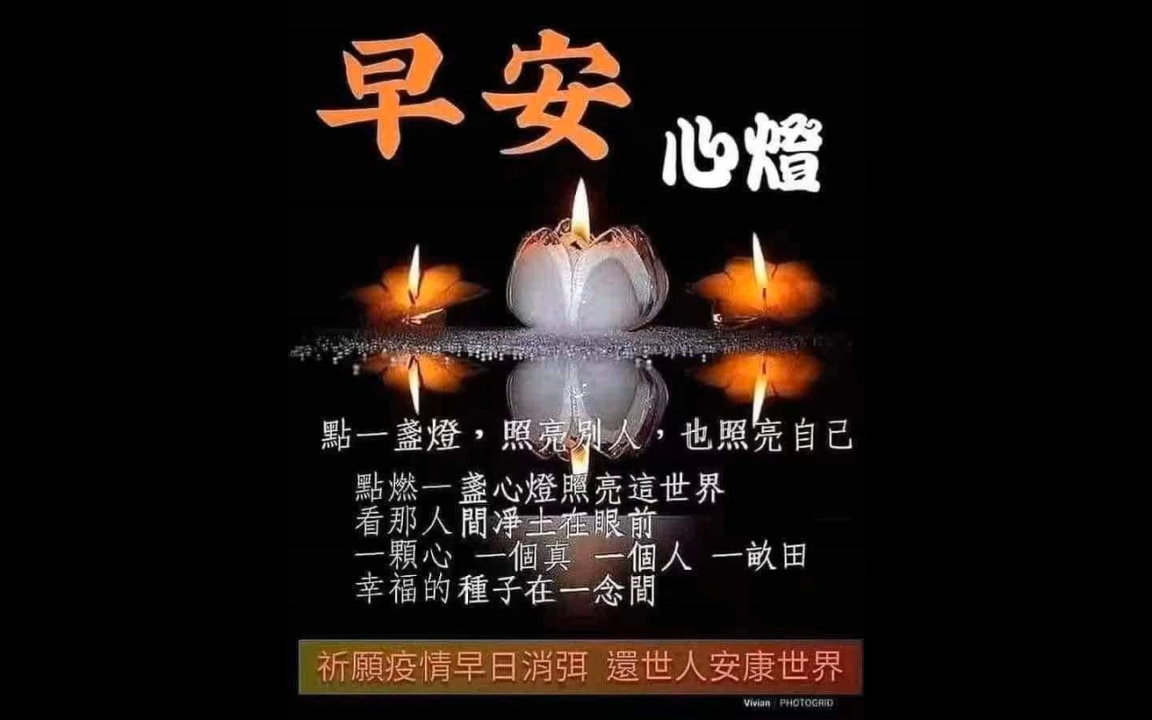 早安
心燈
點一盞燈，照亮別人，也照亮自己
點燃一盞心燈照亮這世界
看那人間凈土在眼前
一顆心 一個真 一個人 一畝田
幸福的種子在一念間
祈願疫情早日消弭 還世人安康世界
Vivian | PHOTOGRID